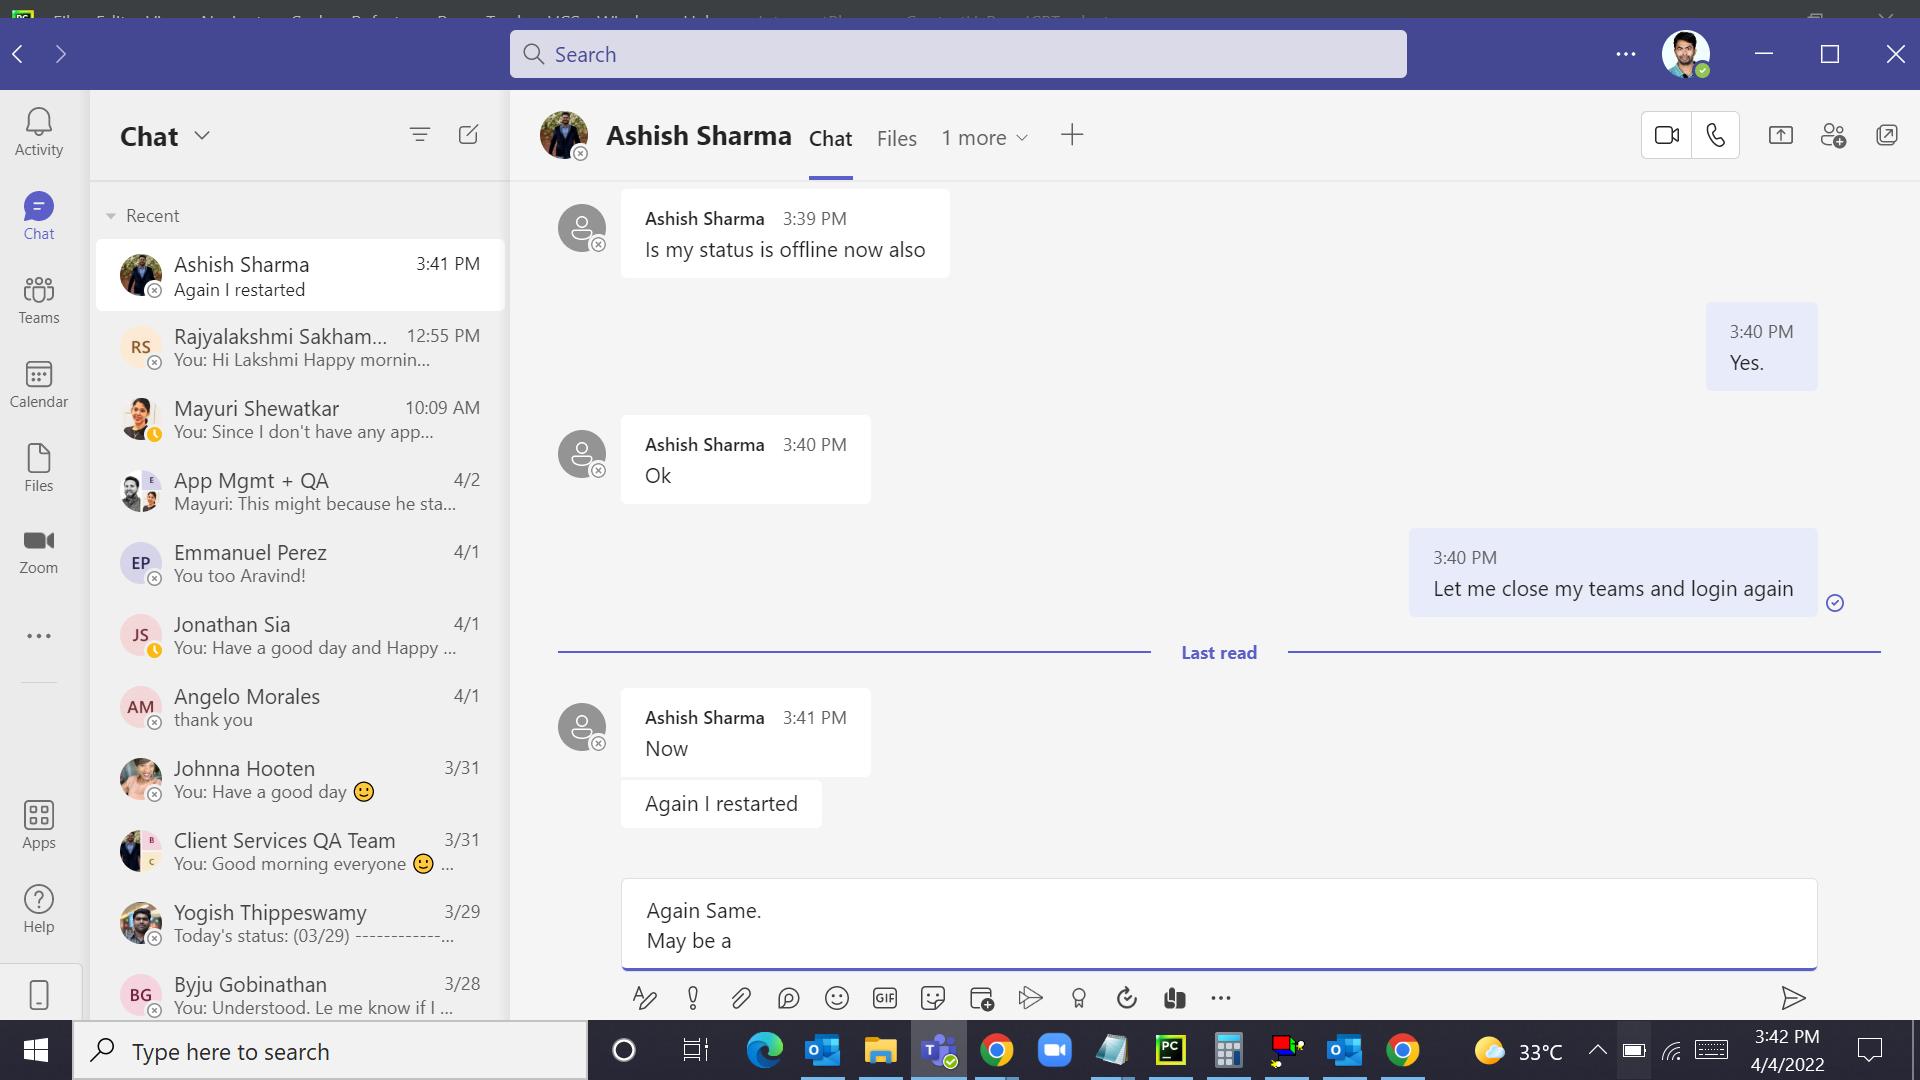 Search
Activity
Chat
Teams
Calendar
Files
Zoom
Apps
Help
Chat
Recent
Ashish Sharma 3:41 PM
Again I restarted
RS
Rajyalakshmi Sakham... 12:55 PM
You: Hi Lakshmi Happy mornin...
Mayuri Shewatkar 10:09 AM
You: Since I don't have any app...
E
App Mgmt + QA 4/2
Mayuri: This might because he sta...
EP
Emmanuel Perez 4/1
You too Aravind!
JS
Jonathan Sia 4/1
You: Have a good day and Happy ...
AM
Angelo Morales 4/1
thank you
Johnna Hooten 3/31
You: Have a good day 🙂
B
C
Client Services QA Team 3/31
You: Good morning everyone 🙂 ...
Yogish Thippeswamy 3/29
Today's status: (03/29) ------------...
BG
Byju Gobinathan 3/28
You: Understood. Le me know if I ...
Ashish Sharma Chat Files 1 more
Ashish Sharma 3:39 PM
Is my status is offline now also
3:40 PM
Yes.
Ashish Sharma 3:40 PM
Ok
3:40 PM
Let me close my teams and login again
Last read
Ashish Sharma 3:41 PM
Now
Again I restarted
Again Same.
May be a
GIF
Type here to search
T
PC
33°C
3:42 PM
4/4/2022